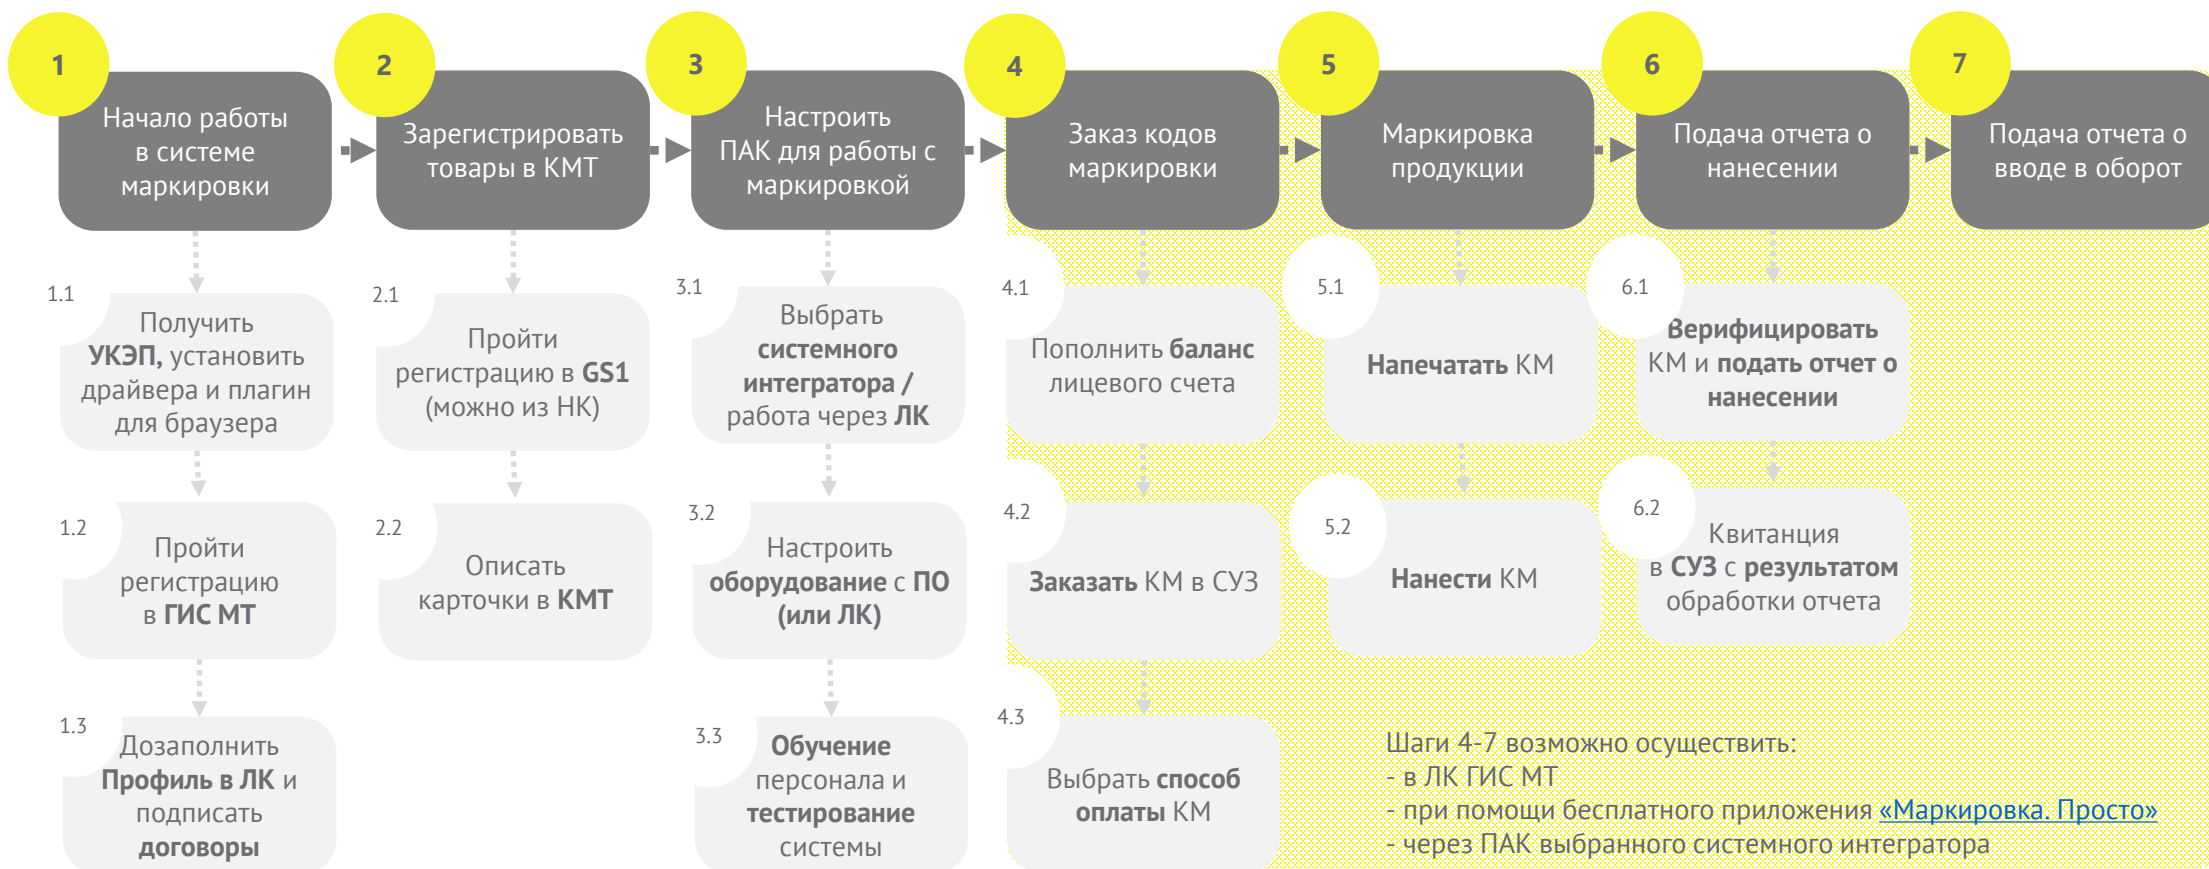 1
Начало работы
в системе
маркировки
2
Зарегистрировать
товары в КМТ
3
Настроить
ПАК для работы с
маркировкой
4
Заказ кодов
маркировки
5
Маркировка
продукции
6
Подача отчета о
нанесении
7
Подача отчета о
вводе в оборот
1.1
Получить
УКЭП, установить
драйвера и плагин
для браузера
1.2
Пройти
регистрацию
в ГИС МТ
1.3
Дозаполнить
Профиль в ЛК и
подписать
договоры
2.1
Пройти
регистрацию в GS1
(можно из НК)
2.2
Описать
карточки в КМТ
3.1
Выбрать
системного
интегратора /
работа через ЛК
3.2
Настроить
оборудование с ПО
(или ЛК)
3.3
Обучение
персонала и
тестирование
системы
4.1
Пополнить баланс
лицевого счета
4.2
Заказать КМ в СУЗ
4.3
Выбрать способ
оплаты КМ
5.1
Напечатать КМ
5.2
Нанести КМ
6.1
Верифицировать
КМ и подать отчет о
нанесении
6.2
Квитанция
в СУЗ с результатом
обработки отчета
Шаги 4-7 возможно осуществить:
- в ЛК ГИС МТ
- при помощи бесплатного приложения «Маркировка. Просто»
- через ПАК выбранного системного интегратора